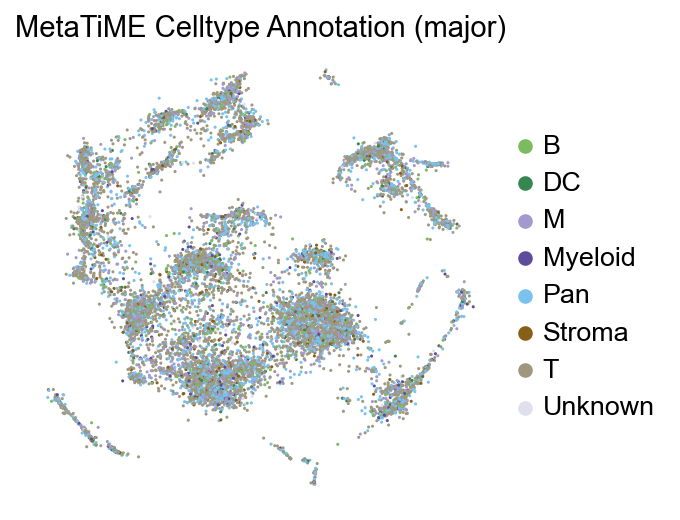 MetaTiME Celltype Annotation (major)
B
DC
M
Myeloid
Pan
Stroma
T
Unknown